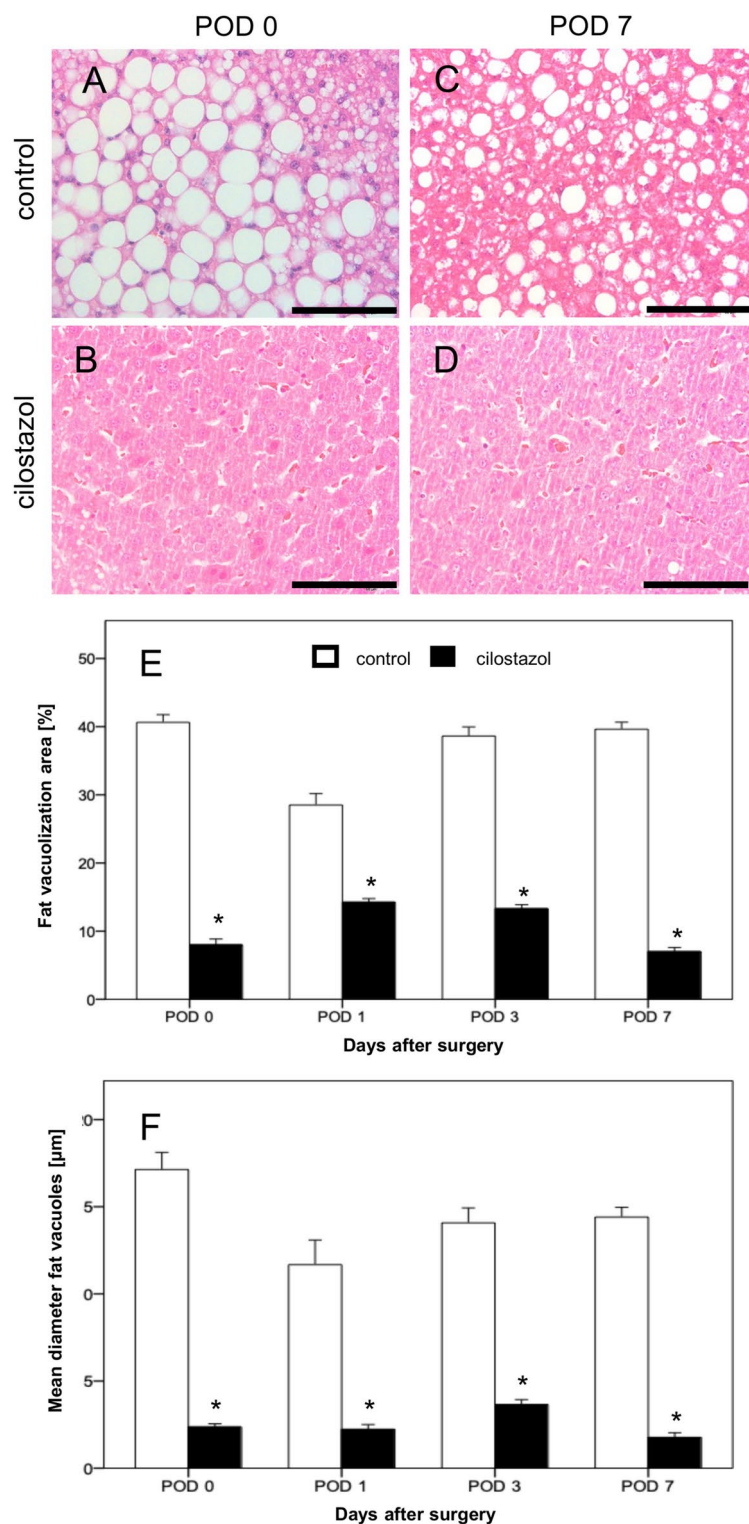 POD 0 POD 7
control
A
C
cilostazol
B
D
E
control cilostazol
Fat vacuolization area [%]
50
40
30
20
10
0
* * * *
POD 0 POD 1 POD 3 POD 7
Days after surgery
F
Mean diameter fat vacuoles [µm]
0
5
0
5
0
* * * *
POD 0 POD 1 POD 3 POD 7
Days after surgery